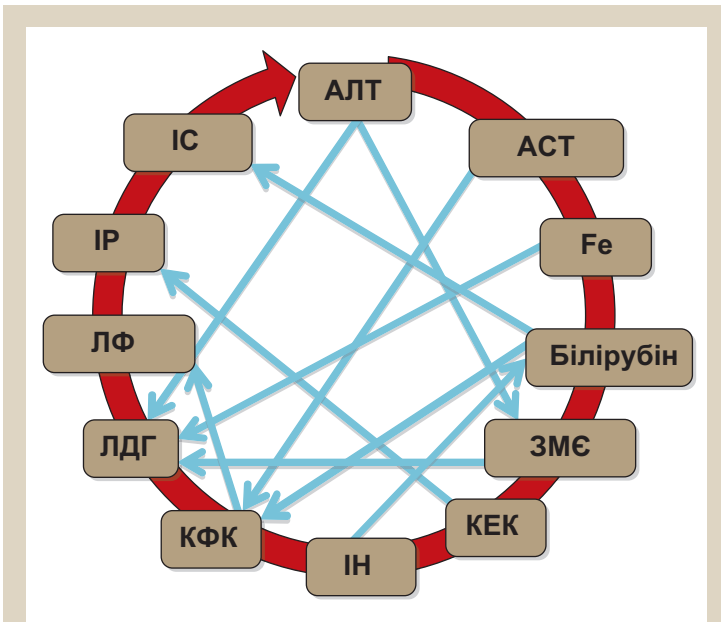 АЛТ
АСТ
Fe
Білірубін
ЗМЄ
КЕК
ІН
КФК
ЛДГ
ЛФ
ІР
ІС